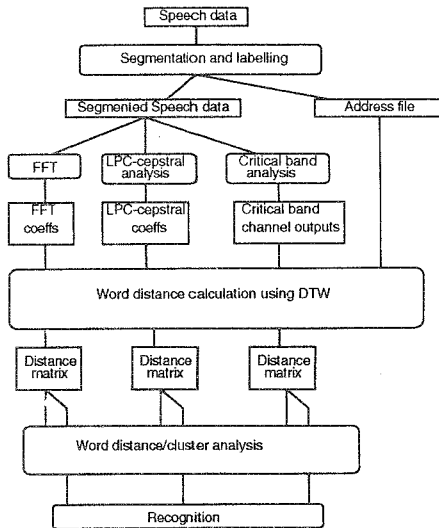 Speech data
Segmentation and labelling
Segmented Speech data
Address file
FFT
LPC-cepstral
analysis
Critical band
analysis
FFT
coeffs
LPC-cepstral
coeffs
Critical band
channel outputs
Word distance calculation using DTW
Distance
matrix
Distance
matrix
Distance
matrix
Word distance/cluster analysis
Recognition